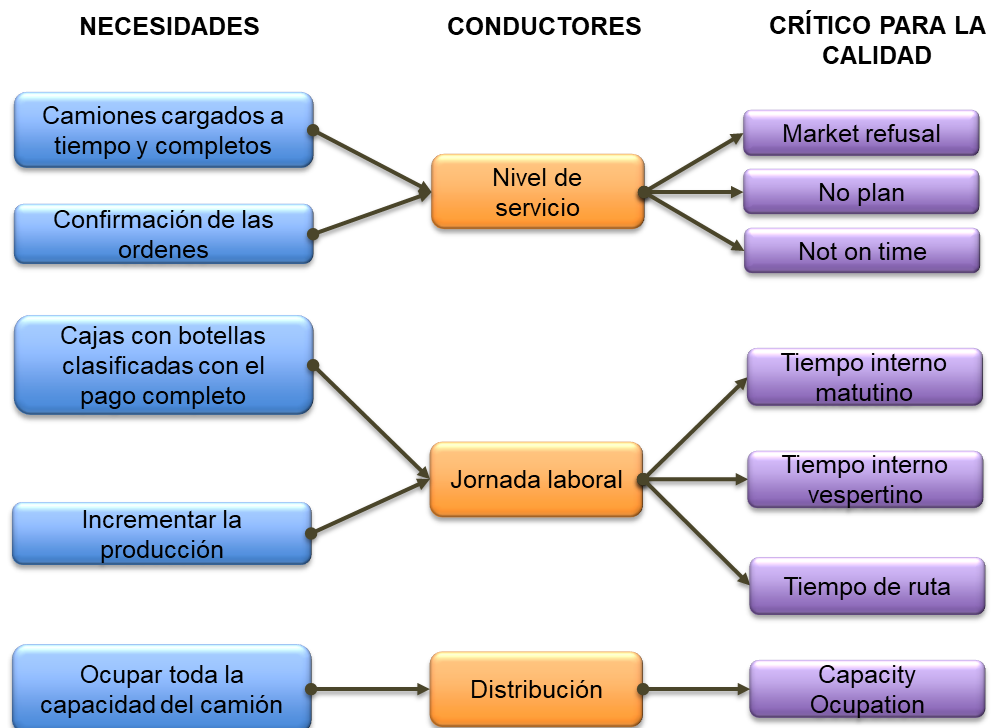 NECESIDADES
CONDUCTORES
CRÍTICO PARA LA
CALIDAD
Camiones cargados a
tiempo y completos
Confirmación de las
ordenes
Nivel de
servicio
Market refusal
No plan
Not on time
Cajas con botellas
clasificadas con el
pago completo
Incrementar la
producción
Jornada laboral
Tiempo interno
matutino
Tiempo interno
vespertino
Tiempo de ruta
Ocupar toda la
capacidad del camión
Distribución
Capacity
Ocupation